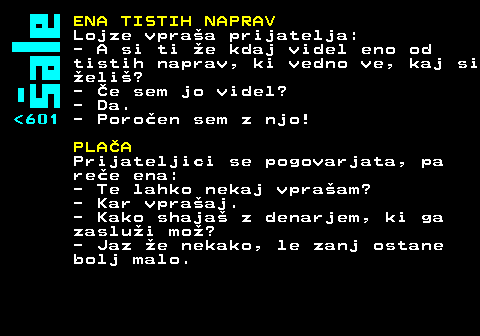 šale
<601
ENA TISTIH NAPRAV
Lojze vpraša prijatelja:
- A si ti že kdaj videl eno od
tistih naprav, ki vedno ve, kaj si
želiš?
- Če sem jo videl?
- Da.
- Poročen sem z njo!
PLAČA
Prijateljici se pogovarjata, pa
reče ena:
- Te lahko nekaj vprašam?
- Kar vprašaj.
- Kako shajaš z denarjem, ki ga
zasluži mož?
- Jaz že nekako, le zanj ostane
bolj malo.